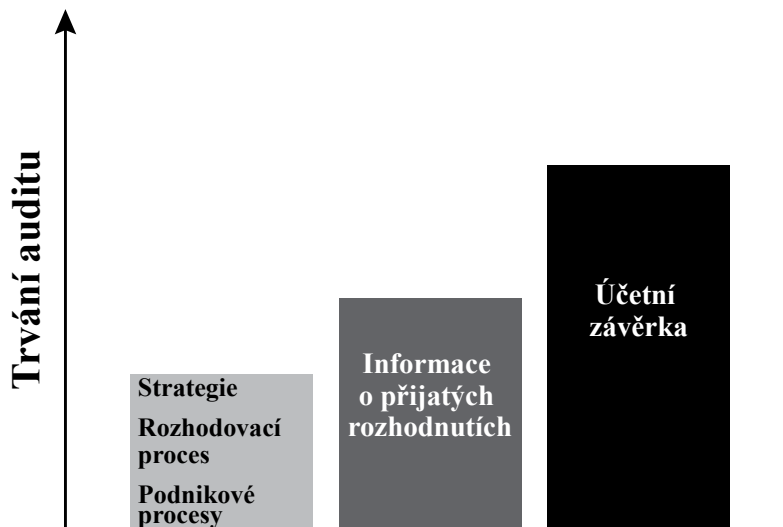 Trvání auditu
Strategie
Rozhodovací
proces
Podnikové
procesy
Informace
o přijatých
rozhodnutích
Účetní
závěrka